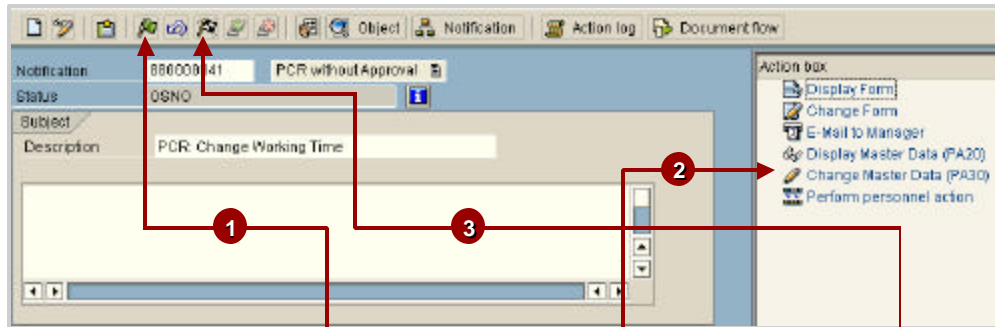 Object Notification Action log Document flow
Notification PCR without Approval
Status OSNO
Subject
Description PCR: Change Working Time
Action box
Display Form
Change Form
E-Mail to Manager
Display Master Data (PA20)
Change Master Data (PA30)
Perform personnel action
2
1
3